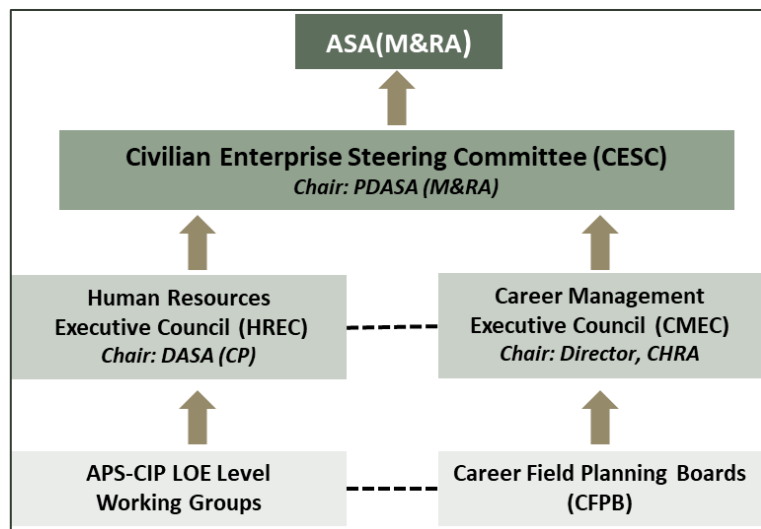 ASA(M&RA)
Civilian Enterprise Steering Committee (CESC)
Chair: PDASA (M&RA)
Human Resources
Executive Council (HREC)
Chair: DASA (CP)
Career Management
Executive Council (CMEC)
Chair: Director, CHRA
APS-CIP LOE Level
Working Groups
Career Field Planning Boards
(CFPB)